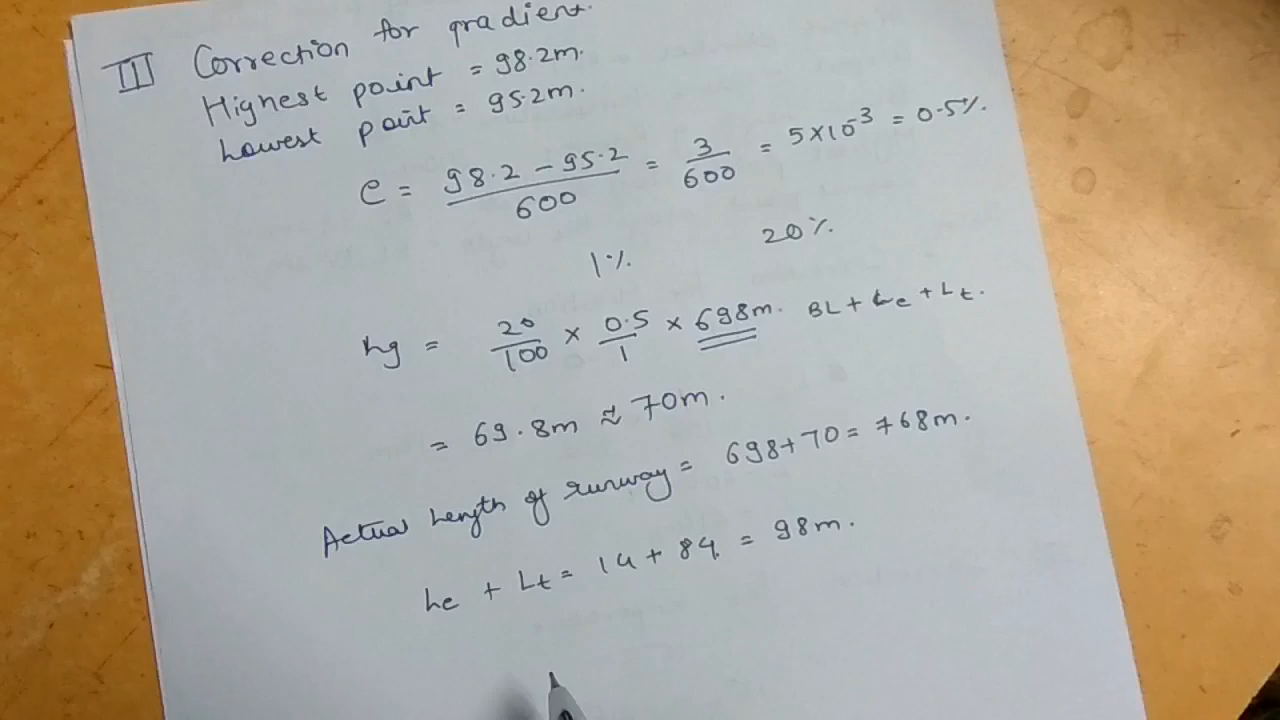 III Correction for gradient.
Highest point = 98.2m.
Lowest point = 95.2m.
e = 98.2 - 95.2 / 600 = 3 / 600 = 5×10⁻³ = 0.5%.
1%. 20%.
Lg = 20/100 × 0.5/1 × 698m. BL + Le + Lt.
= 69.8m ≈ 70m.
Actual Length of runway = 698+70 = 768m.
Le + Lt = 14 + 84 = 98m.